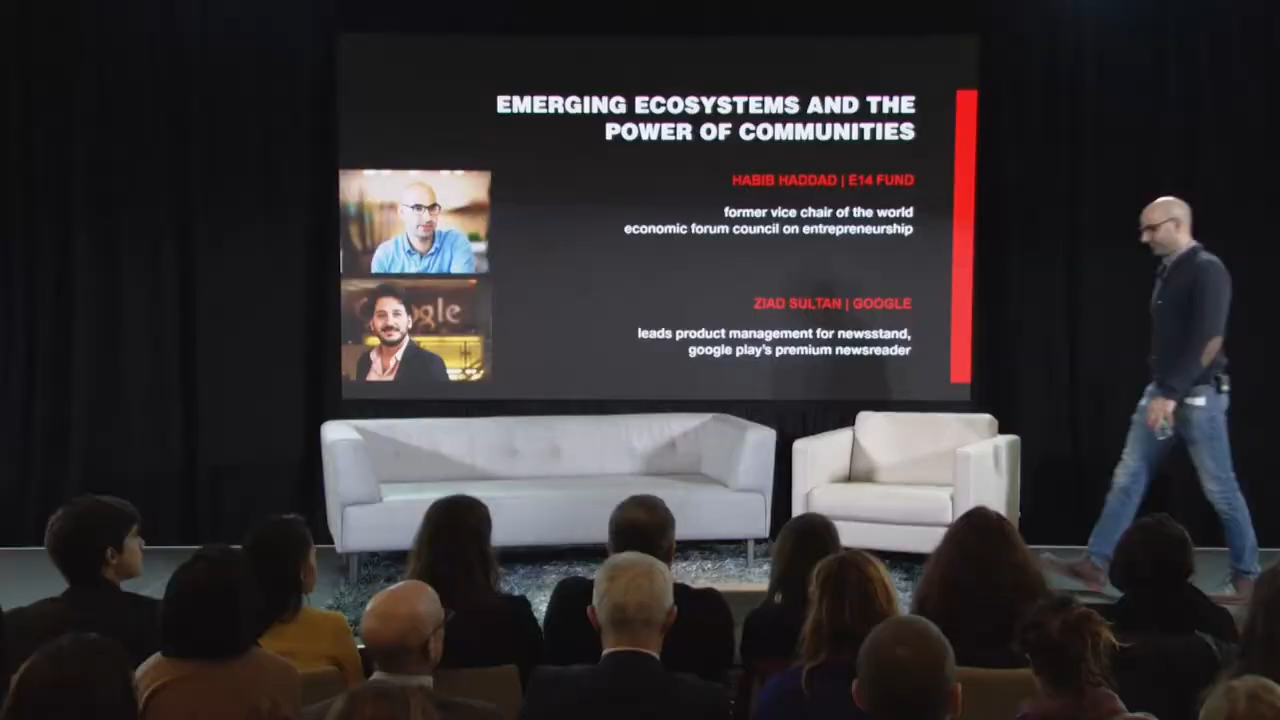 EMERGING ECOSYSTEMS AND THE
POWER OF COMMUNITIES
HABIB HADDAD | E14 FUND
former vice chair of the world
economic forum council on entrepreneurship
Google
ZIAD SULTAN | GOOGLE
leads product management for newsstand,
google play's premium newsreader